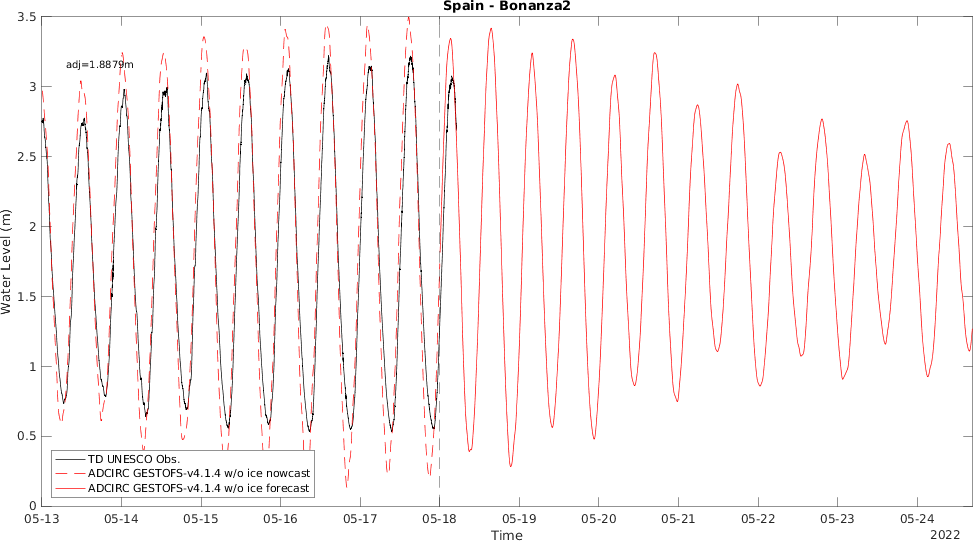 Spain - Bonanza2
adj=1.8879m
Water Level (m)
3.5
3
2.5
2
1.5
1
0.5
0
TD UNESCO Obs.
ADCIRC GESTOFS-v4.1.4 w/o ice nowcast
ADCIRC GESTOFS-v4.1.4 w/o ice forecast
05-13 05-14 05-15 05-16 05-17 05-18 05-19 05-20 05-21 05-22 05-23 05-24
2022
Time